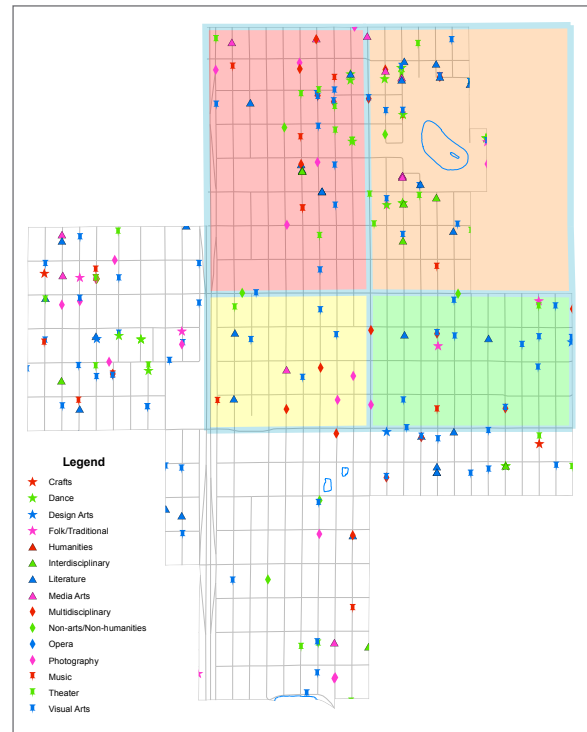 Legend
Crafts
Dance
Design Arts
Folk/Traditional
Humanities
Interdisciplinary
Literature
Media Arts
Multidisciplinary
Non-arts/Non-humanities
Opera
Photography
Music
Theater
Visual Arts